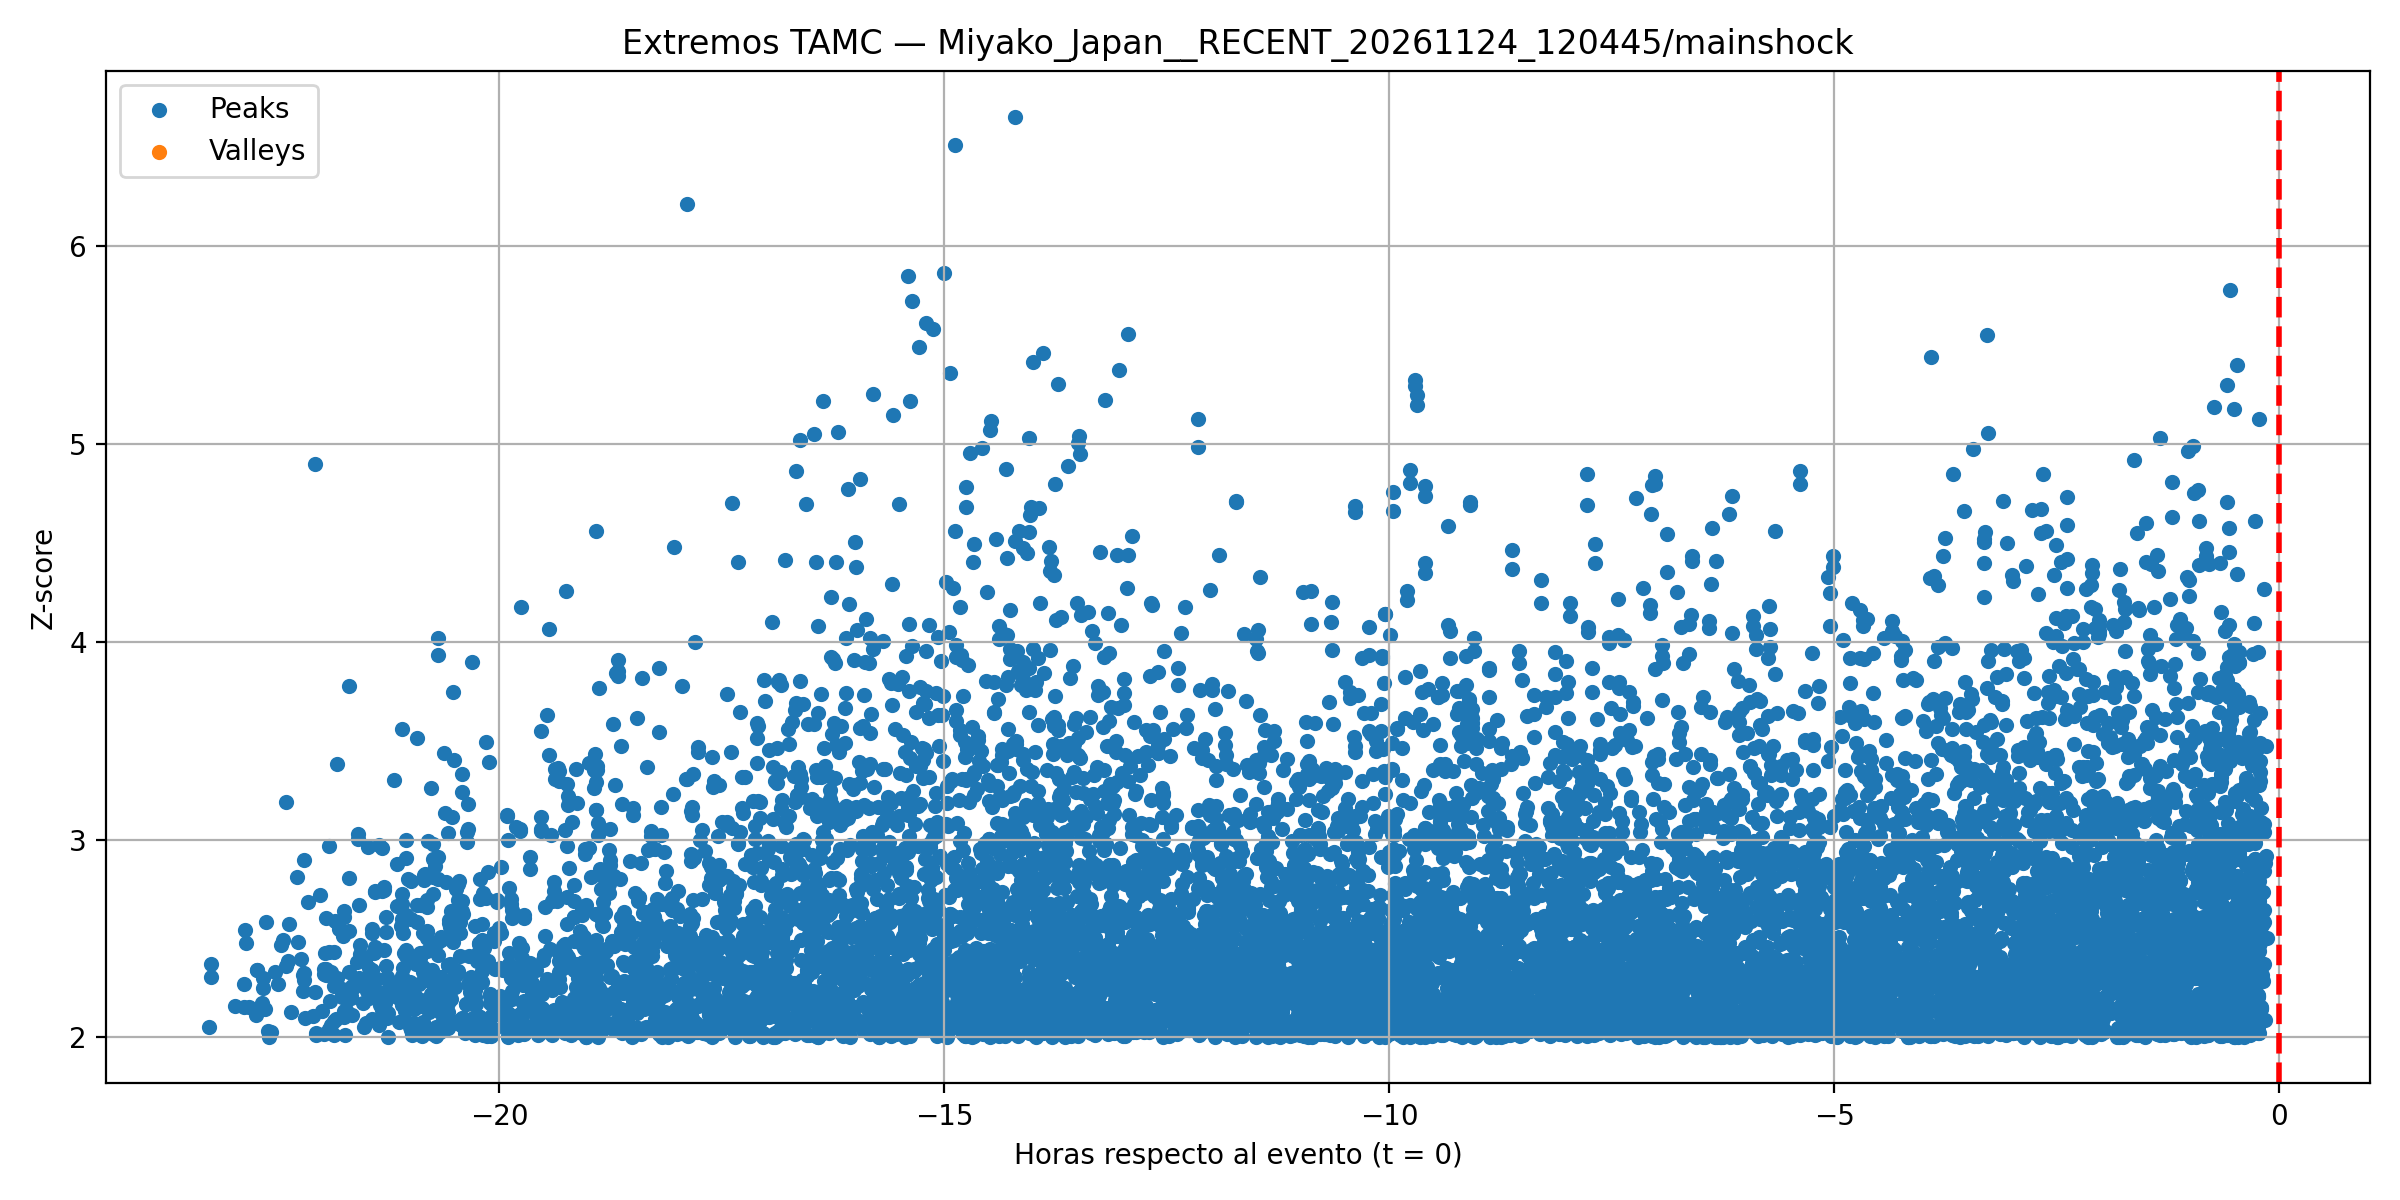 Extremos TAMC — Miyako_Japan__RECENT_20261124_120445/mainshock
Peaks
Valleys
Z-score
6
5
4
3
2
−20
−15
−10
−5
0
Horas respecto al evento (t = 0)